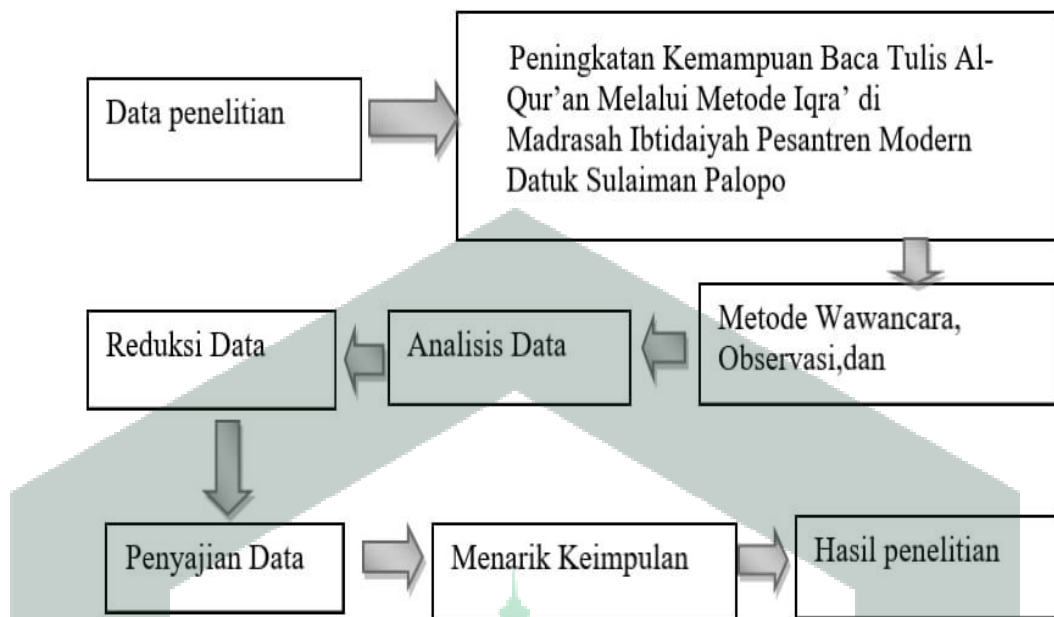 Data penelitian
Peningkatan Kemampuan Baca Tulis Al-
Qur’an Melalui Metode Iqra’ di
Madrasah Ibtidaiyah Pesantren Modern
Datuk Sulaiman Palopo
Metode Wawancara,
Observasi,dan
Analisis Data
Reduksi Data
Penyajian Data
Menarik Keimpulan
Hasil penelitian